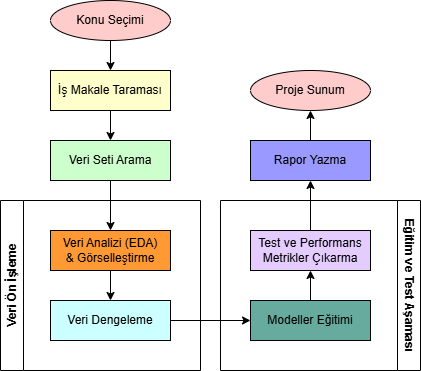 Konu Seçimi
İş Makale Taraması
Veri Seti Arama
Veri Ön İşleme
Veri Analizi (EDA)
& Görselleştirme
Veri Dengeleme
Modeller Eğitimi
Test ve Performans
Metrikler Çıkarma
Eğitim ve Test Aşaması
Rapor Yazma
Proje Sunum